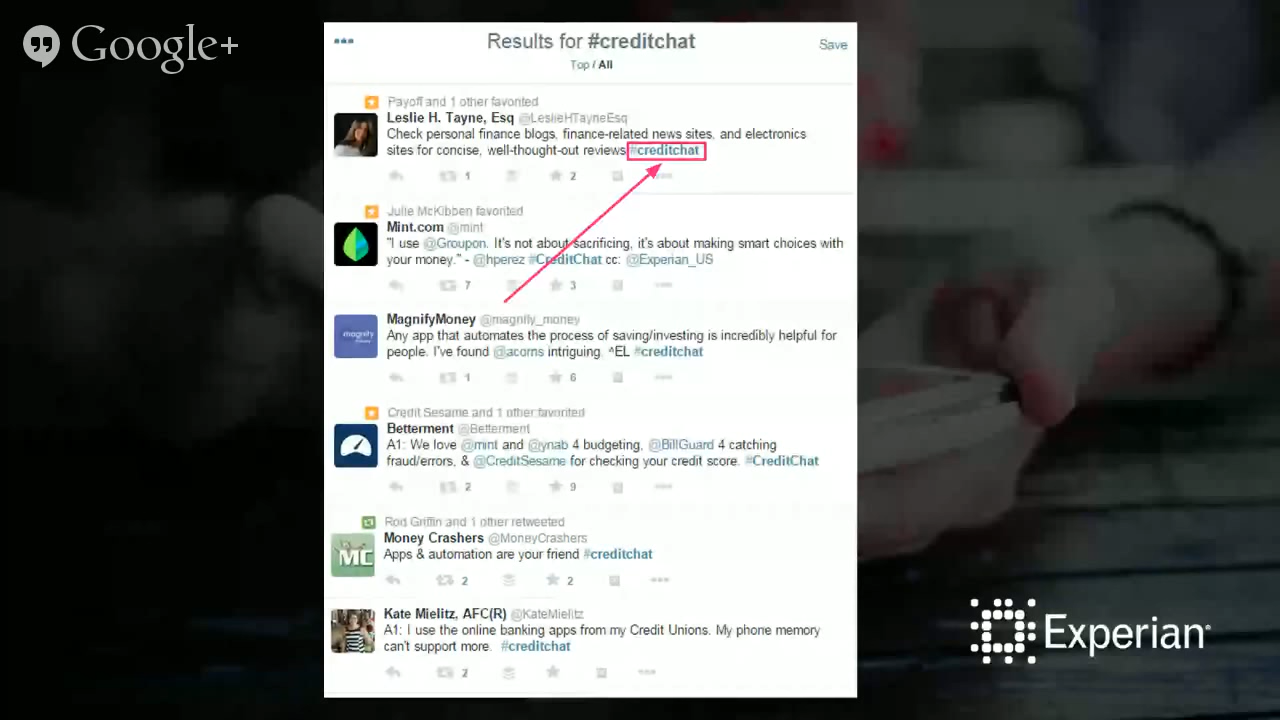 Google+
Results for #creditchat
Save
Top / All
Payoff and 1 other favorited
Leslie H. Tayne, Esq @LeslieHTayneEsq
Check personal finance blogs, finance-related news sites, and electronics
sites for concise, well-thought-out reviews #creditchat
1
2
Julie McKibben favorited
Mint.com @mint
"I use @Groupon. It's not about sacrificing, it's about making smart choices with
your money." - @hperez #CreditChat cc: @Experian_US
7
3
MagnifyMoney @magnify_money
Any app that automates the process of saving/investing is incredibly helpful for
people. I've found @acorns intriguing. ^EL #creditchat
1
6
magnify
Credit Sesame and 1 other favorited
Betterment @Betterment
A1: We love @mint and @ynab 4 budgeting, @BillGuard 4 catching
fraud/errors, & @CreditSesame for checking your credit score. #CreditChat
2
9
Rod Griffin and 1 other retweeted
Money Crashers @MoneyCrashers
MC
Apps & automation are your friend #creditchat
2
2
Kate Mielitz, AFC(R) @KateMielitz
A1: I use the online banking apps from my Credit Unions. My phone memory
can't support more. #creditchat
2
Experian